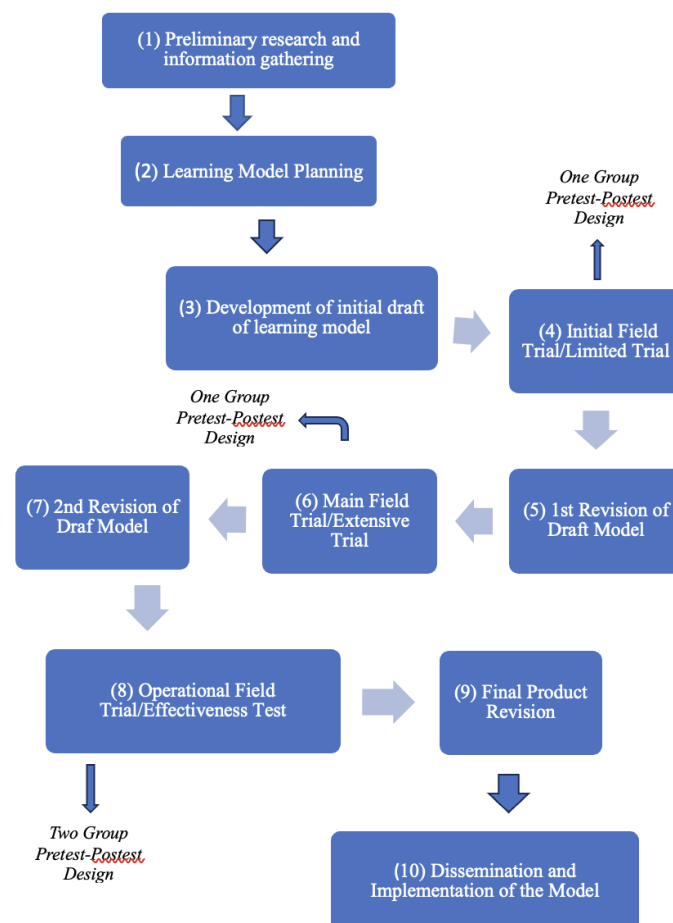 (1) Preliminary research and
information gathering
(2) Learning Model Planning
One Group
Pretest-Postest
Design
(3) Development of initial draft
of learning model
(4) Initial Field
Trial/Limited Trial
One Group
Pretest-Postest
Design
(7) 2nd Revision of
Draf Model
(6) Main Field
Trial/Extensive
Trial
(5) 1st Revision of
Draft Model
(8) Operational Field
Trial/Effectiveness Test
(9) Final Product
Revision
Two Group
Pretest-Postest
Design
(10) Dissemination and
Implementation of the Model